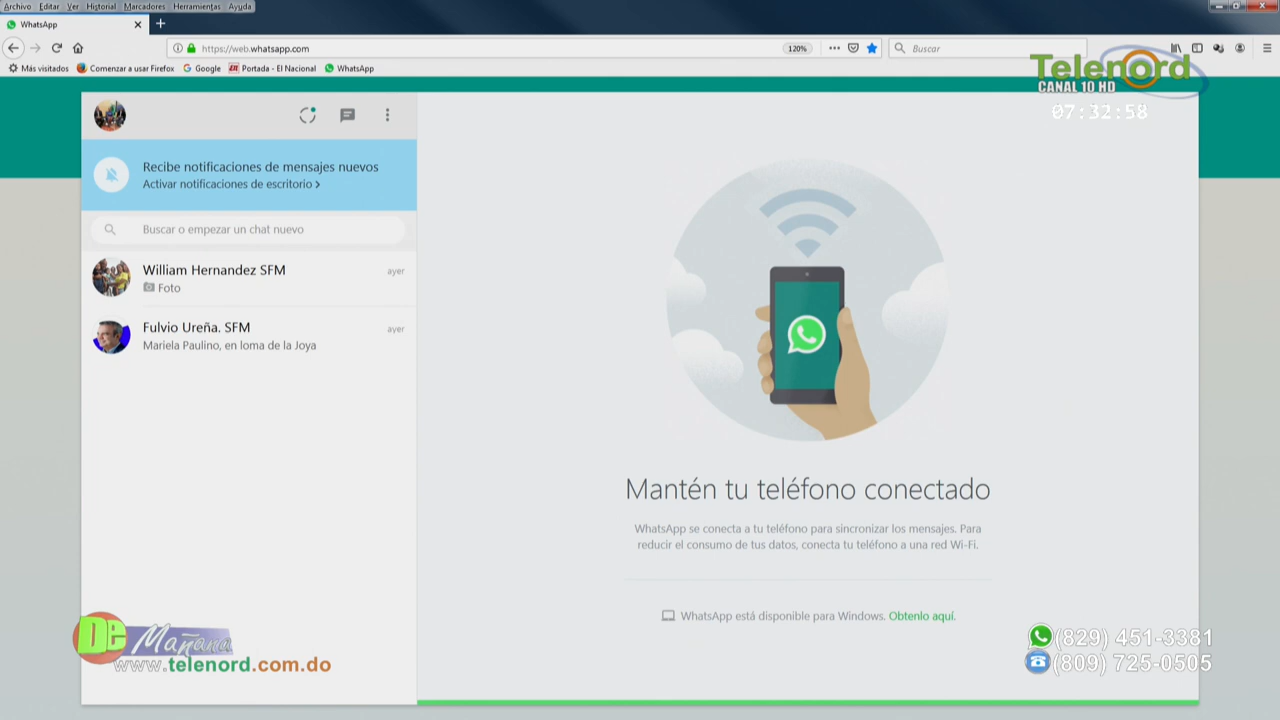 Archivo Editar Ver Historial Marcadores Herramientas Ayuda
WhatsApp
https://web.whatsapp.com
120%
Buscar
Más visitados Comenzar a usar Firefox Google Portada - El Nacional WhatsApp
Telenord
CANAL 10 HD
07:32:58
Recibe notificaciones de mensajes nuevos
Activar notificaciones de escritorio >
Buscar o empezar un chat nuevo
William Hernandez SFM ayer
Foto
Fulvio Ureña. SFM ayer
Mariela Paulino, en loma de la Joya
Mantén tu teléfono conectado
WhatsApp se conecta a tu teléfono para sincronizar los mensajes. Para
reducir el consumo de tus datos, conecta tu teléfono a una red Wi-Fi.
WhatsApp está disponible para Windows. Obtenlo aquí.
De Mañana
www.telenord.com.do
(829) 451-3381
(809) 725-0505